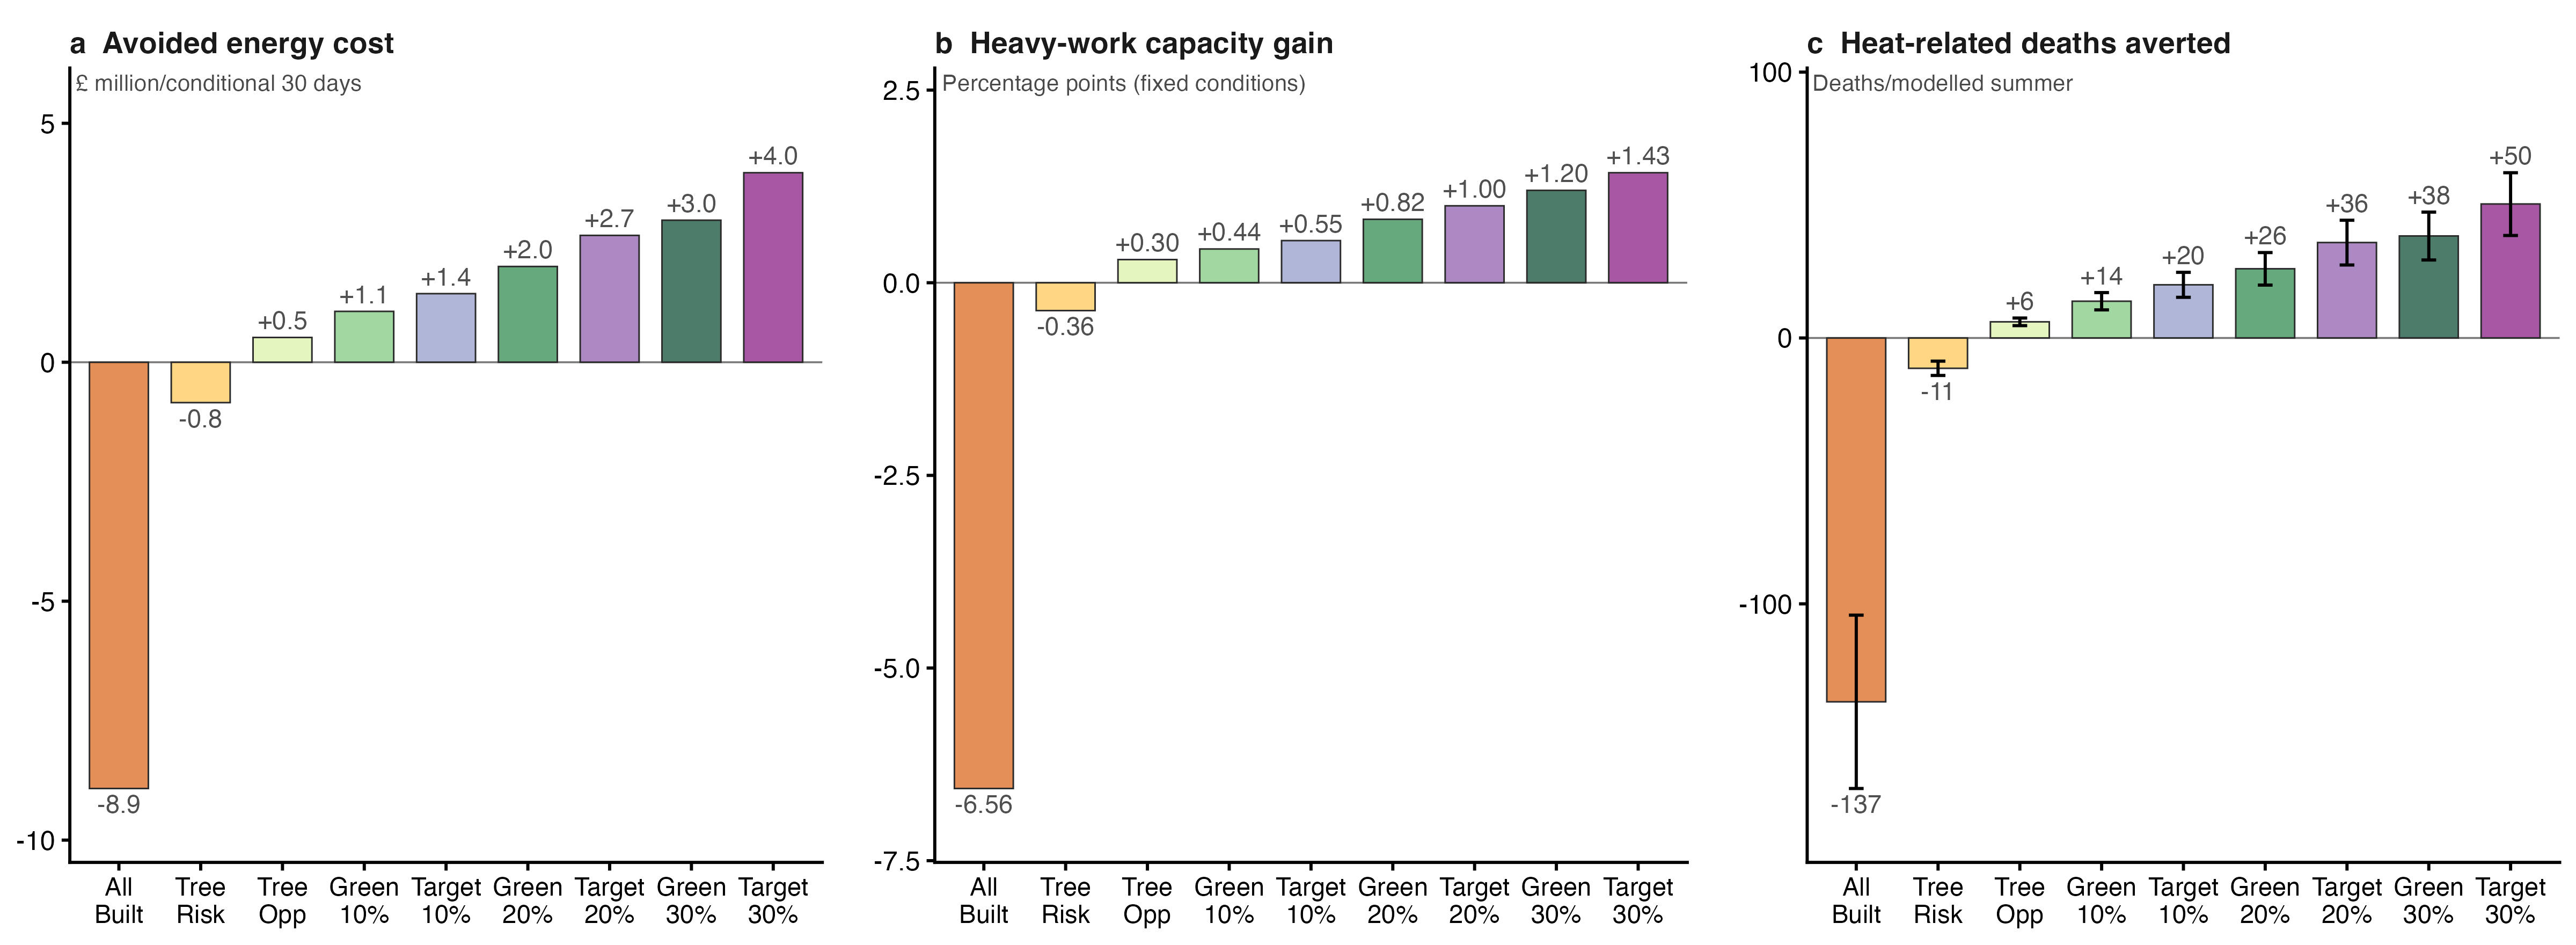 a Avoided energy cost
£ million/conditional 30 days
5
0
-5
-10
-8.9
-0.8
+0.5
+1.1
+1.4
+2.0
+2.7
+3.0
+4.0
All Built
Tree Risk
Tree Opp
Green 10%
Target 10%
Green 20%
Target 20%
Green 30%
Target 30%
b Heavy-work capacity gain
Percentage points (fixed conditions)
2.5
0.0
-2.5
-5.0
-7.5
-6.56
-0.36
+0.30
+0.44
+0.55
+0.82
+1.00
+1.20
+1.43
All Built
Tree Risk
Tree Opp
Green 10%
Target 10%
Green 20%
Target 20%
Green 30%
Target 30%
c Heat-related deaths averted
Deaths/modelled summer
100
0
-100
-137
-11
+6
+14
+20
+26
+36
+38
+50
All Built
Tree Risk
Tree Opp
Green 10%
Target 10%
Green 20%
Target 20%
Green 30%
Target 30%